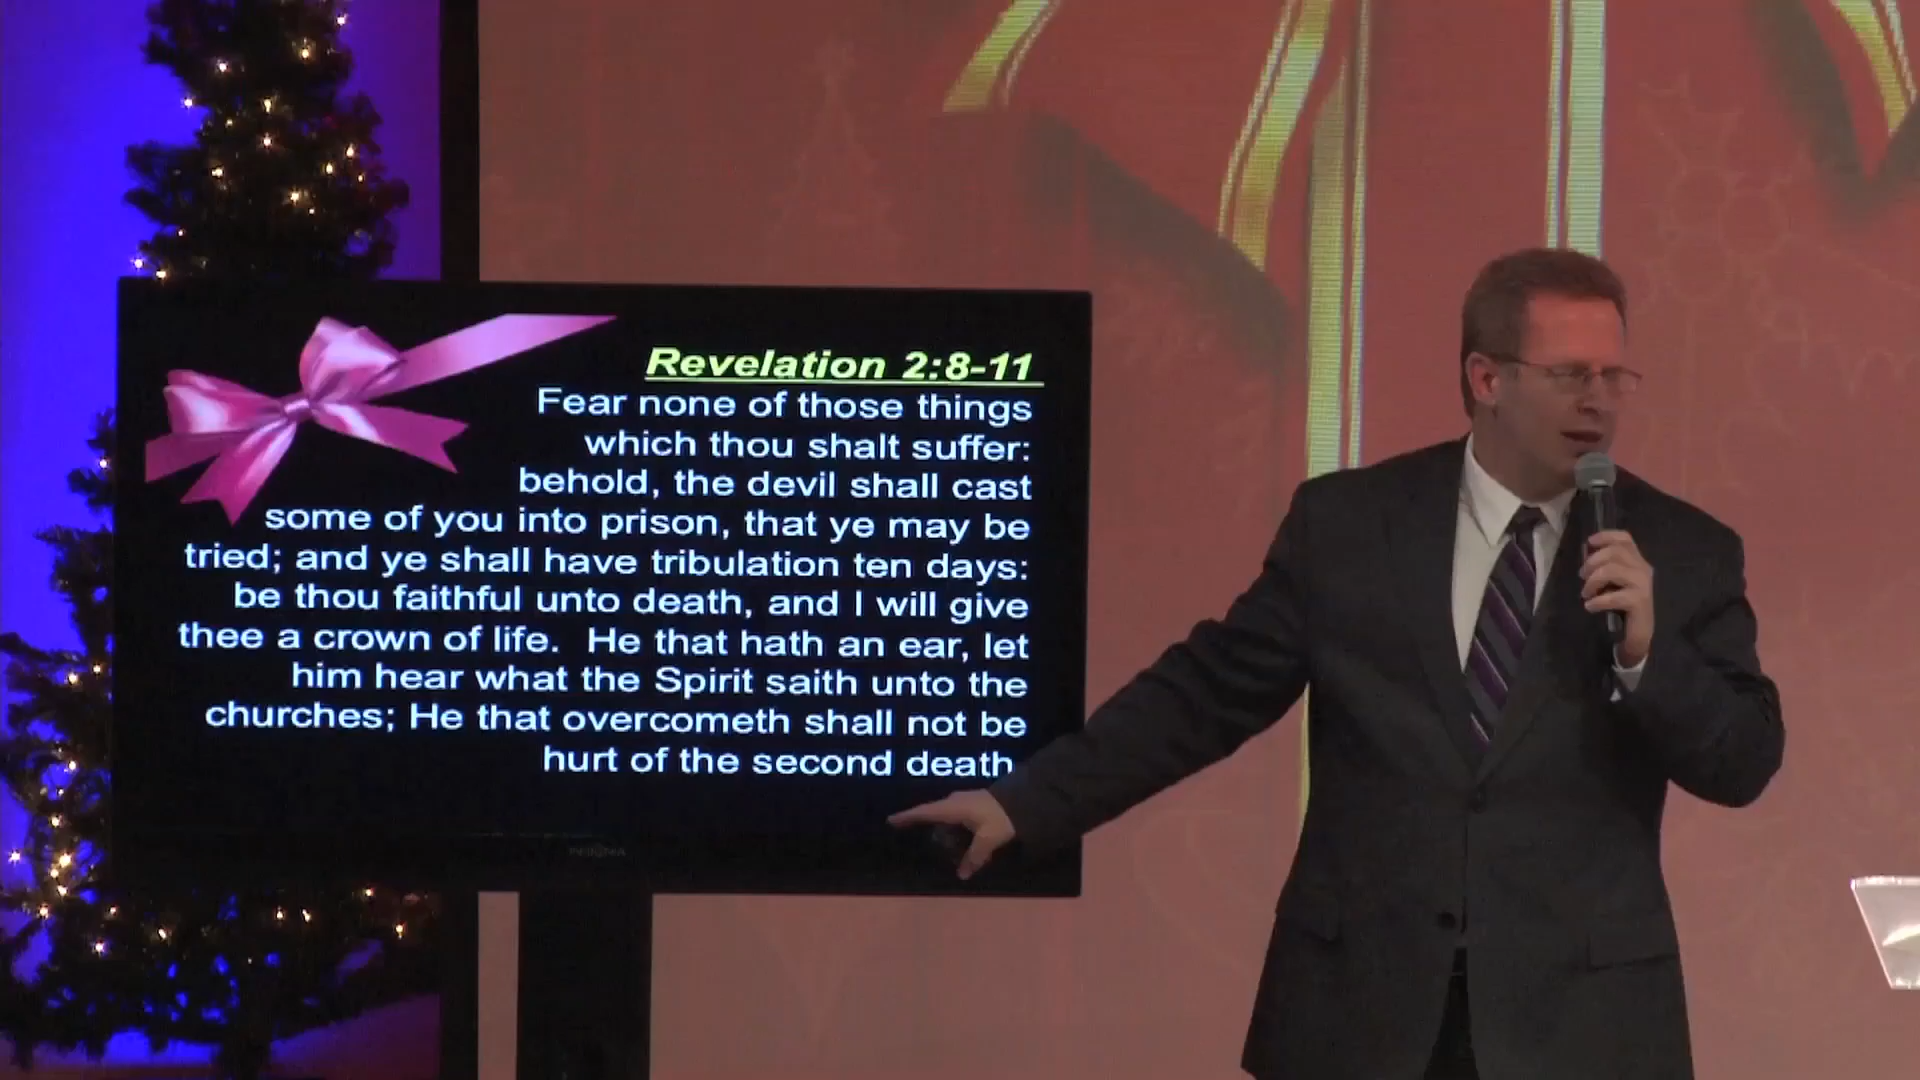 Revelation 2:8-11
Fear none of those things
which thou shalt suffer:
behold, the devil shall cast
some of you into prison, that ye may be
tried; and ye shall have tribulation ten days:
be thou faithful unto death, and I will give
thee a crown of life. He that hath an ear, let
him hear what the Spirit saith unto the
churches; He that overcometh shall not be
hurt of the second death
INSIGNIA